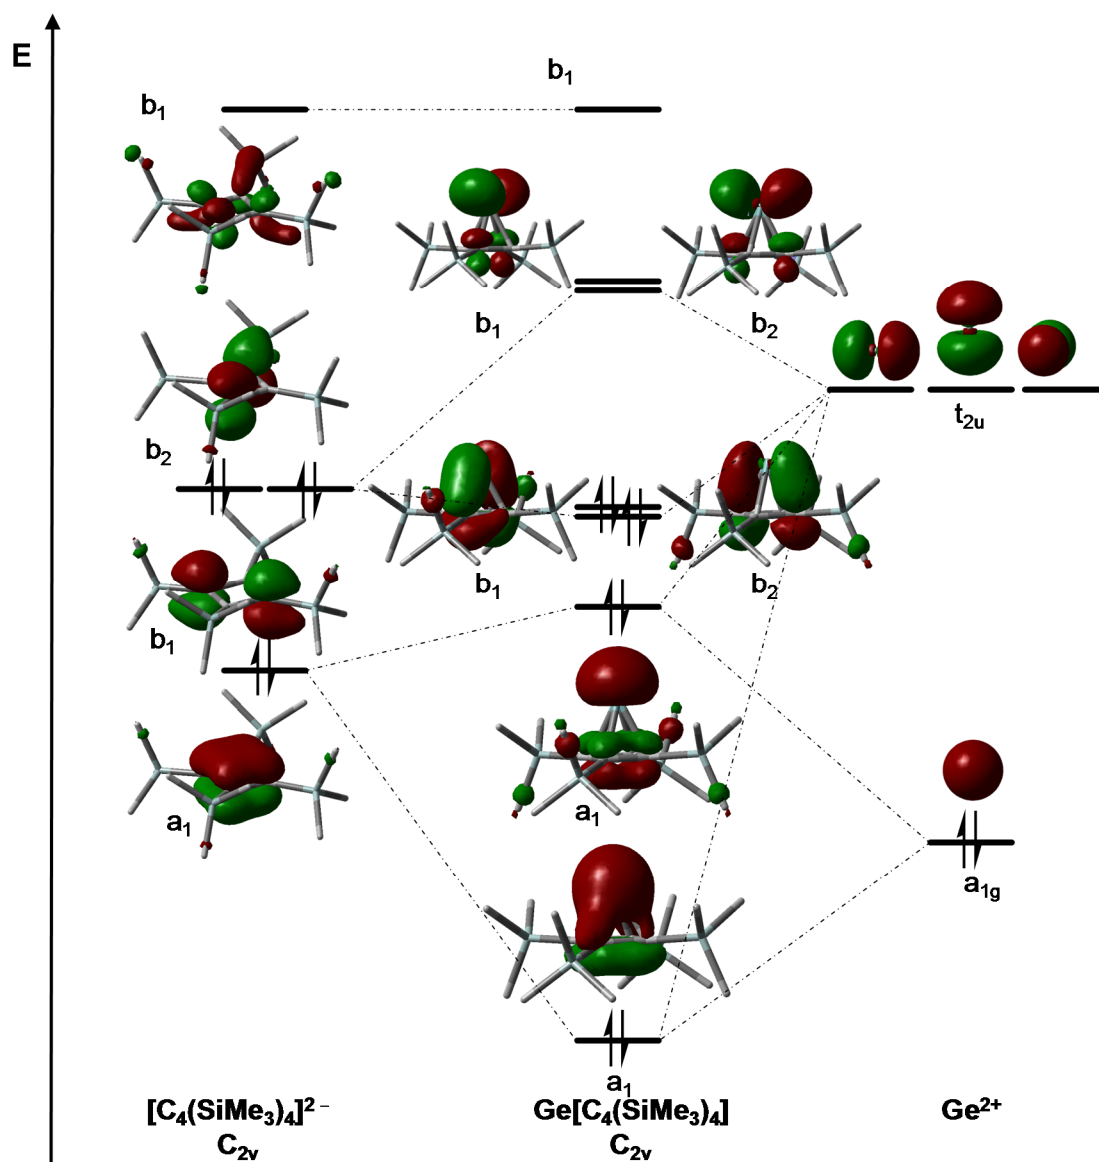 E
b₁
b₁
b₁
b₂
t₂ᵤ
b₂
b₁
b₂
b₁
a₁
a₁
a₁g
a₁
[C₄(SiMe₃)₄]²⁻
C₂ᵥ
Ge[C₄(SiMe₃)₄]
C₂ᵥ
Ge²⁺